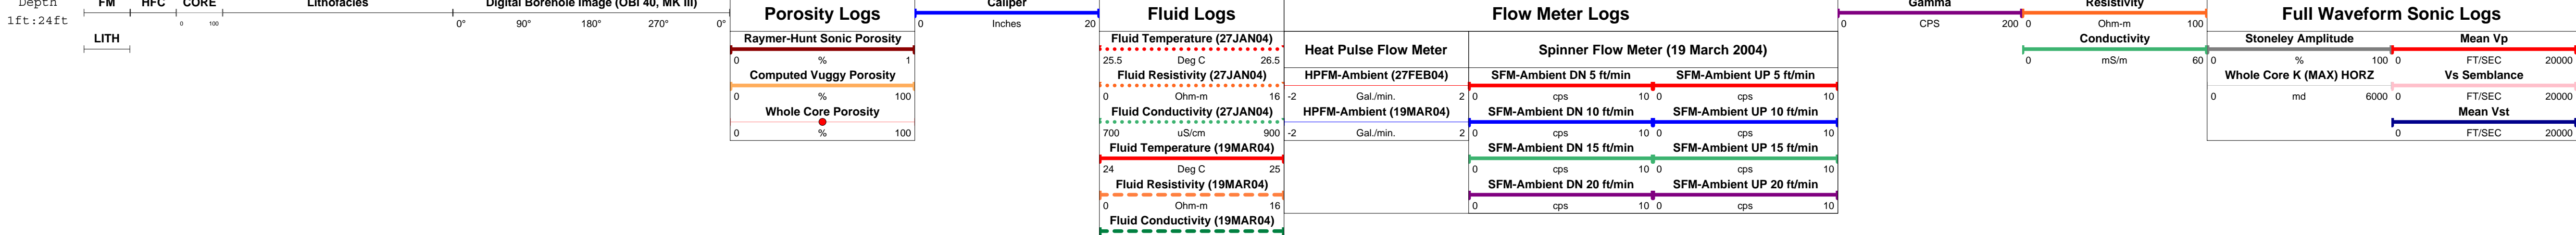 Depth FM HFC CORE Lithofacies Digital Borehole Image (OBI 40, MK III) Caliper Gamma Resistivity
1ft:24ft 0 100 0° 90° 180° 270° 0° Porosity Logs 0 Inches 20 Fluid Logs Flow Meter Logs 0 CPS 200 0 Ohm-m 100 Full Waveform Sonic Logs
LITH Raymer-Hunt Sonic Porosity Fluid Temperature (27JAN04) Heat Pulse Flow Meter Spinner Flow Meter (19 March 2004) Conductivity Stoneley Amplitude Mean Vp
0 % 1 25.5 Deg C 26.5 0 mS/m 60 0 % 100 0 FT/SEC 20000
Computed Vuggy Porosity Fluid Resistivity (27JAN04) HPFM-Ambient (27FEB04) SFM-Ambient DN 5 ft/min SFM-Ambient UP 5 ft/min Whole Core K (MAX) HORZ Vs Semblance
0 % 100 0 Ohm-m 16 -2 Gal./min. 2 0 cps 10 0 cps 10 0 md 6000 0 FT/SEC 20000
Whole Core Porosity Fluid Conductivity (27JAN04) HPFM-Ambient (19MAR04) SFM-Ambient DN 10 ft/min SFM-Ambient UP 10 ft/min Mean Vst
0 % 100 700 uS/cm 900 -2 Gal./min. 2 0 cps 10 0 cps 10 0 FT/SEC 20000
Fluid Temperature (19MAR04) SFM-Ambient DN 15 ft/min SFM-Ambient UP 15 ft/min
24 Deg C 25 0 cps 10 0 cps 10
Fluid Resistivity (19MAR04) SFM-Ambient DN 20 ft/min SFM-Ambient UP 20 ft/min
0 Ohm-m 16 0 cps 10 0 cps 10
Fluid Conductivity (19MAR04)